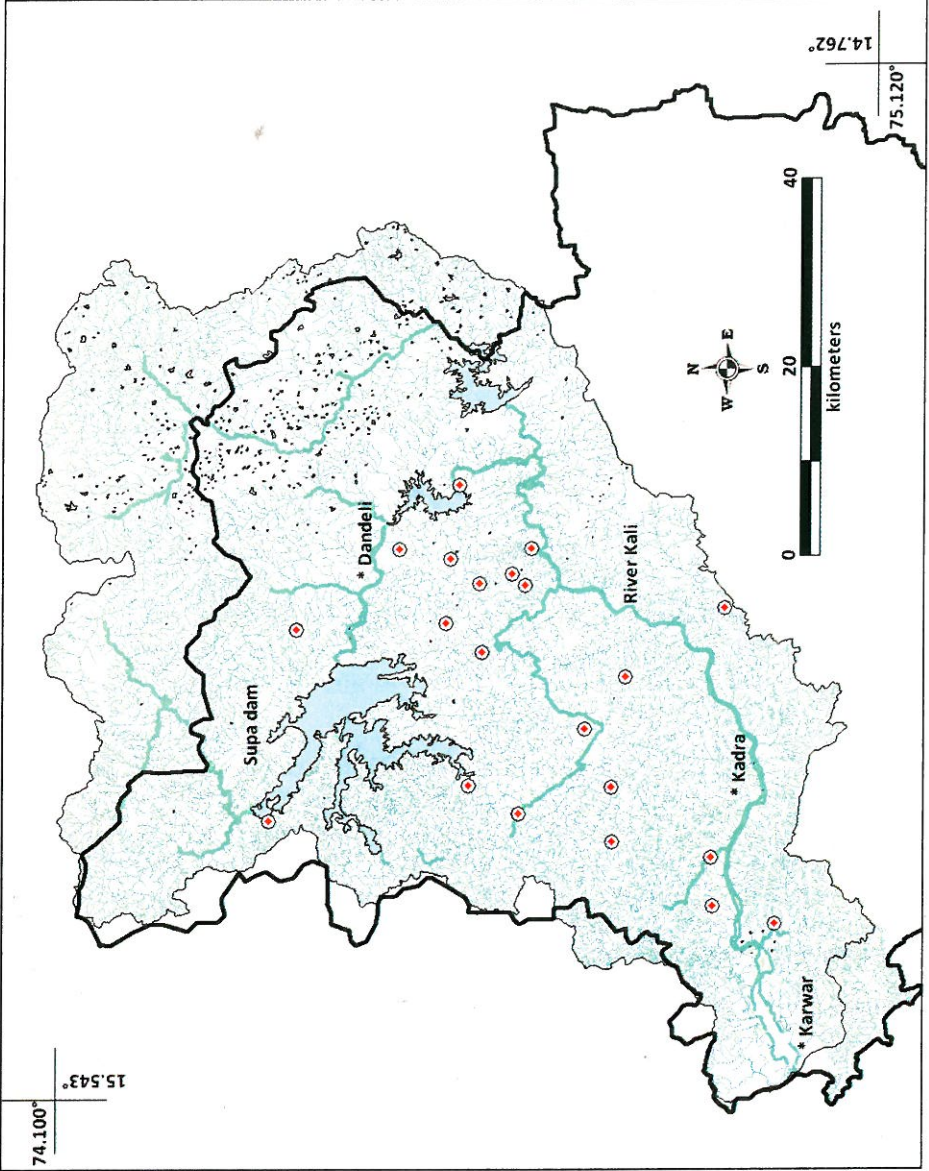 74.100°
15.543°
Supa dam
* Dandeli
River Kali
* Kadra
* Karwar
N
W
E
S
0
20
40
kilometers
14.762°
75.120°